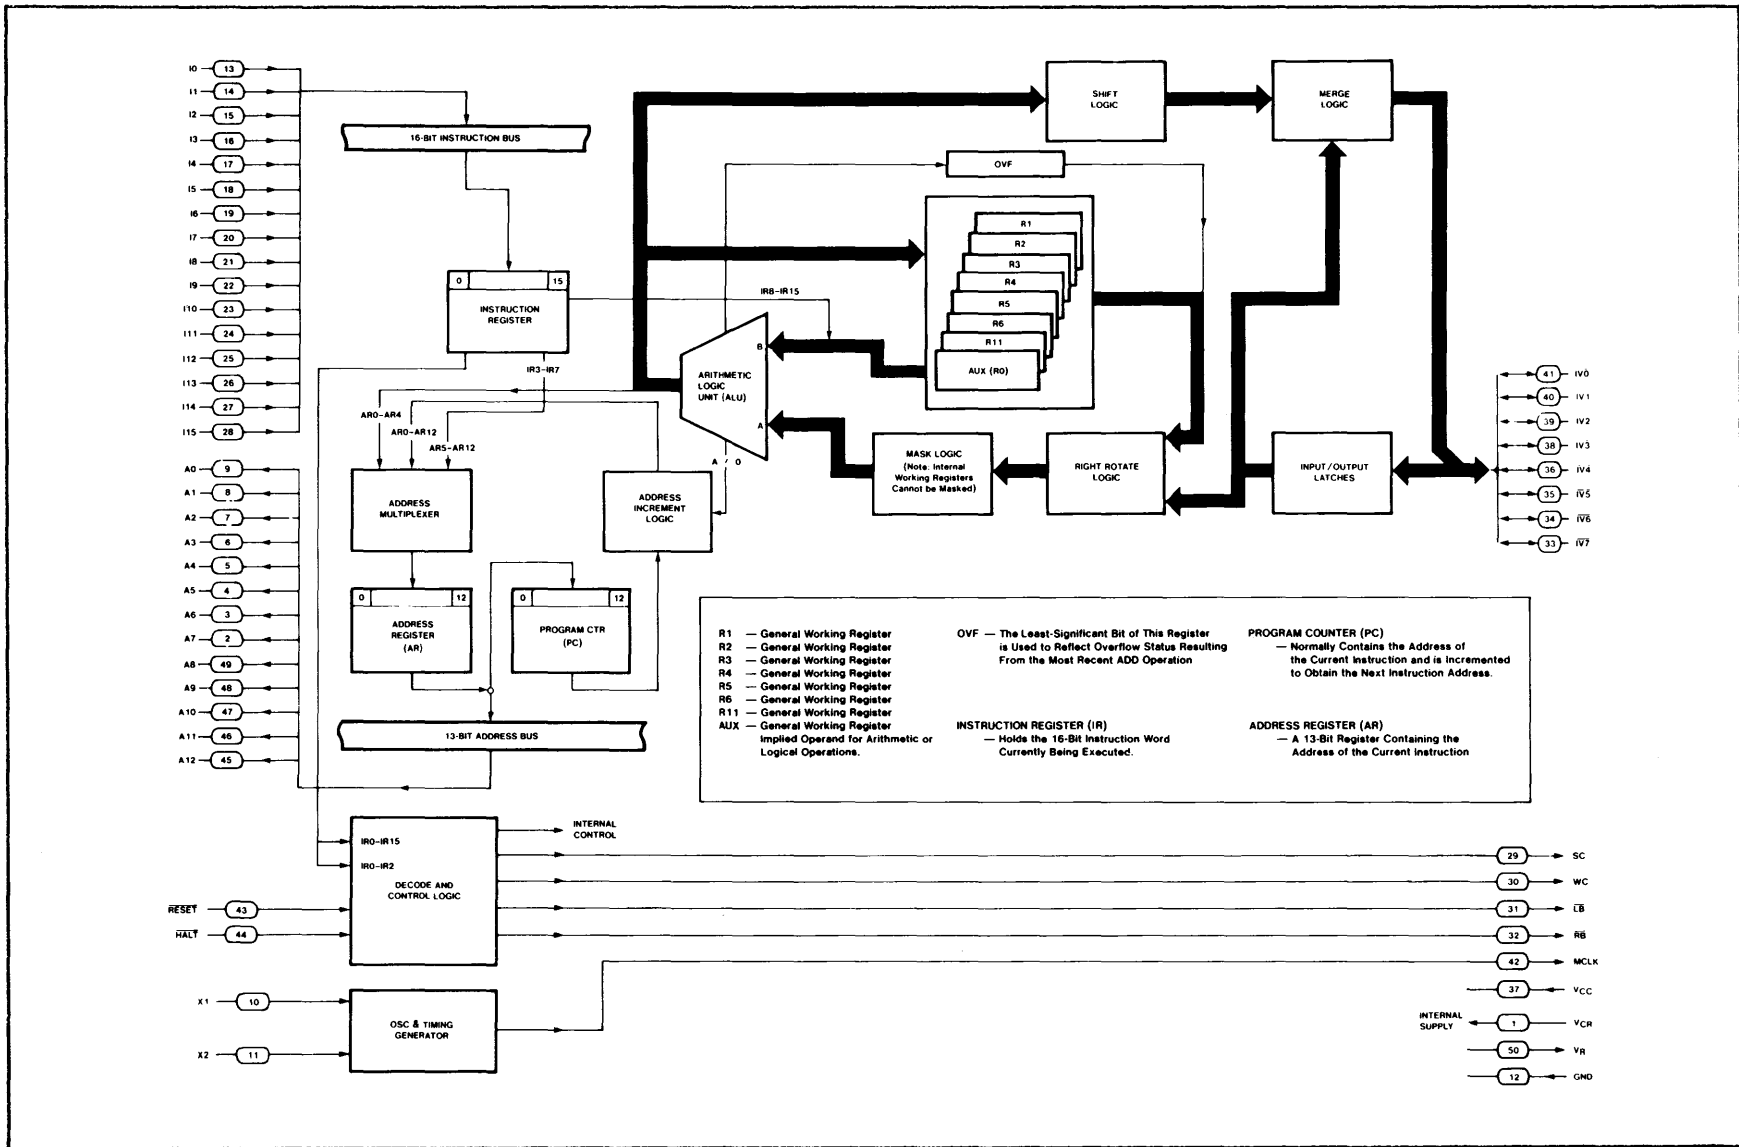 I0 13
I1 14
I2 15
I3 16
I4 17
I5 18
I6 19
I7 20
I8 21
I9 22
I10 23
I11 24
I12 25
I13 26
I14 27
I15 28
A0 9
A1 8
A2 7
A3 6
A4 5
A5 4
A6 3
A7 2
A8 49
A9 48
A10 47
A11 46
A12 45
RESET 43
HALT 44
X1 10
X2 11
16-BIT INSTRUCTION BUS
0 15
INSTRUCTION
REGISTER
IR8-IR15
IR3-IR7
AR0-AR4
AR0-AR12
AR5-AR12
ADDRESS
MULTIPLEXER
0 12
ADDRESS
REGISTER
(AR)
0 12
PROGRAM CTR
(PC)
13-BIT ADDRESS BUS
ADDRESS
INCREMENT
LOGIC
ARITHMETIC
LOGIC
UNIT (ALU)
B
A
SHIFT
LOGIC
MERGE
LOGIC
OVF
R1
R2
R3
R4
R5
R6
R11
AUX (R0)
MASK LOGIC
(Note: Internal
Working Registers
Cannot be Masked)
RIGHT ROTATE
LOGIC
INPUT/OUTPUT
LATCHES
41 IV0
40 IV1
39 IV2
38 IV3
36 IV4
35 IV5
34 IV6
33 IV7
R1 — General Working Register
R2 — General Working Register
R3 — General Working Register
R4 — General Working Register
R5 — General Working Register
R6 — General Working Register
R11 — General Working Register
AUX — General Working Register
Implied Operand for Arithmetic or
Logical Operations.
OVF — The Least-Significant Bit of This Register
is Used to Reflect Overflow Status Resulting
From the Most Recent ADD Operation
INSTRUCTION REGISTER (IR)
— Holds the 16-Bit Instruction Word
Currently Being Executed.
PROGRAM COUNTER (PC)
— Normally Contains the Address of
the Current Instruction and is Incremented
to Obtain the Next Instruction Address.
ADDRESS REGISTER (AR)
— A 13-Bit Register Containing the
Address of the Current Instruction
IR0-IR15
IR0-IR2
DECODE AND
CONTROL LOGIC
INTERNAL
CONTROL
OSC & TIMING
GENERATOR
29 SC
30 WC
31 LB
32 RB
42 MCLK
37 VCC
INTERNAL
SUPPLY
1 VCR
50 VR
12 GND